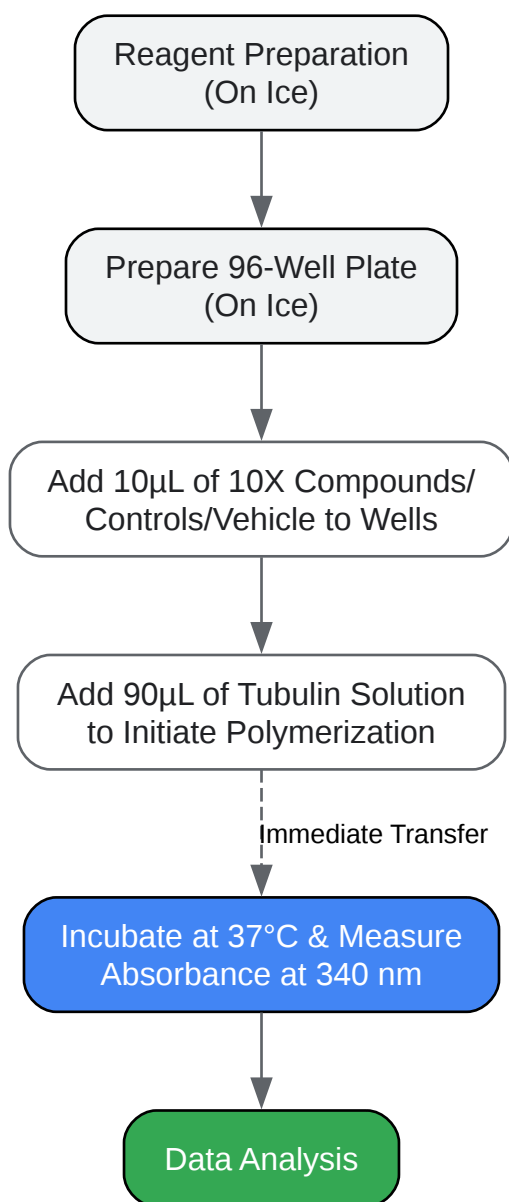 Reagent Preparation
(On Ice)
Prepare 96-Well Plate
(On Ice)
Add 10µL of 10X Compounds/
Controls/Vehicle to Wells
Add 90µL of Tubulin Solution
to Initiate Polymerization
Immediate Transfer
Incubate at 37°C & Measure
Absorbance at 340 nm
Data Analysis